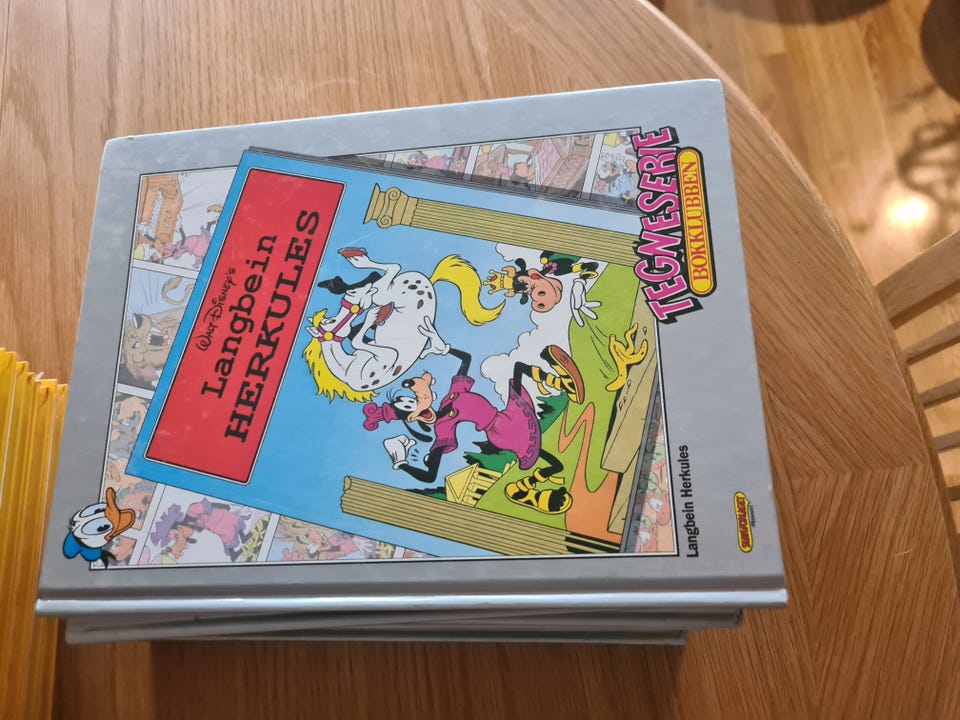 Walt Disney's
Langbein
HERKULES
TEGNESERIE
BOKKLUBBEN
Langbein Herkules